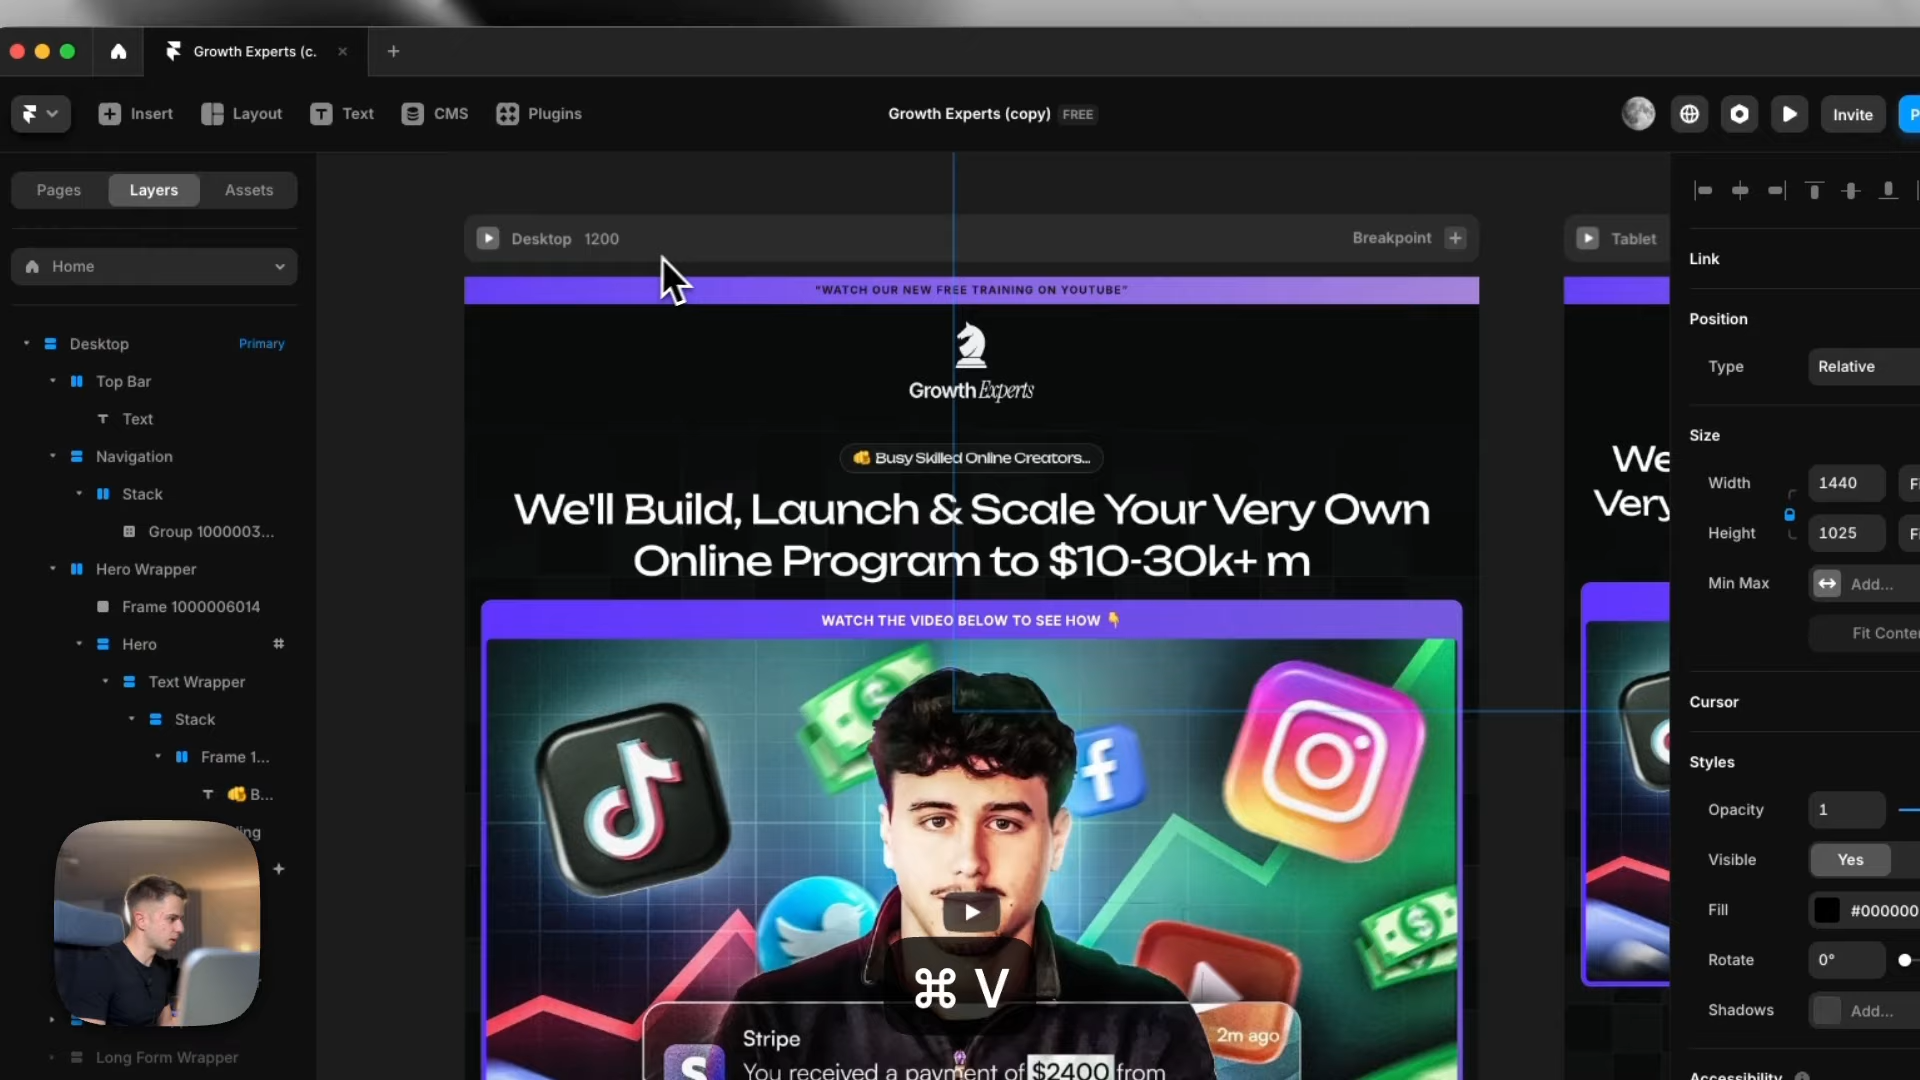 Growth Experts (c.
Insert
Layout
Text
CMS
Plugins
Growth Experts (copy) FREE
Invite
P
Pages
Layers
Assets
Home
Desktop Primary
Top Bar
Text
Navigation
Stack
Group 1000003...
Hero Wrapper
Frame 1000006014
Hero
Text Wrapper
Stack
Frame 1...
B...
Long Form Wrapper
Desktop 1200
Breakpoint
Tablet
"WATCH OUR NEW FREE TRAINING ON YOUTUBE"
Growth Experts
Busy Skilled Online Creators...
We'll Build, Launch & Scale Your Very Own
Online Program to $10-30k+ m
WATCH THE VIDEO BELOW TO SEE HOW
⌘ V
Stripe
2m ago
You received a payment of $2400 from
We
Very
Link
Position
Type Relative
Size
Width 1440
Height 1025
Min Max Add...
Fit Conte
Cursor
Styles
Opacity 1
Visible Yes
Fill #000000
Rotate 0°
Shadows Add...
Accessibility